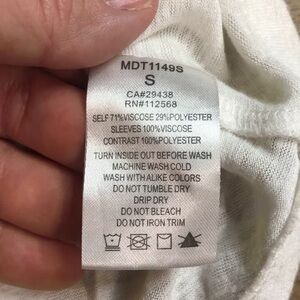 MDT1149S
S
CA#29438
RN#112568
SELF 71%VISCOSE 29%POLYESTER
SLEEVES 100%VISCOSE
CONTRAST 100%POLYESTER
TURN INSIDE OUT BEFORE WASH
MACHINE WASH COLD
WASH WITH ALIKE COLORS
DO NOT TUMBLE DRY
DRIP DRY
DO NOT BLEACH
DO NOT IRON TRIM